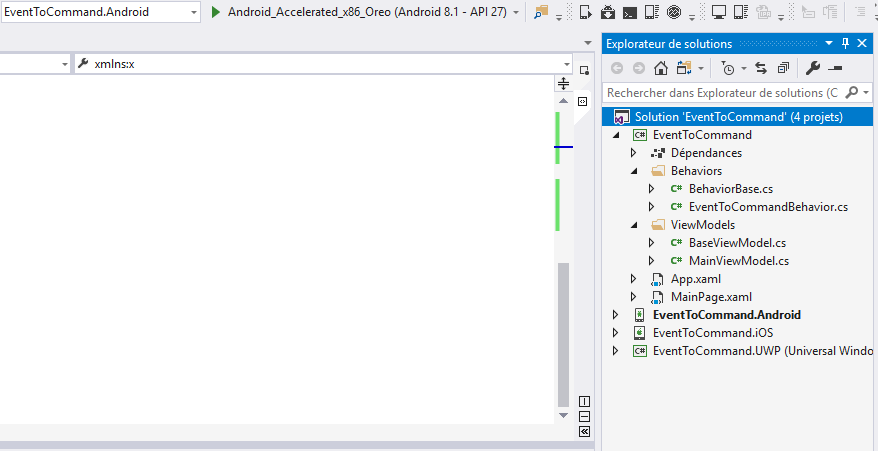 EventToCommand.Android
Android_Accelerated_x86_Oreo (Android 8.1 - API 27)
xmlns:x
Explorateur de solutions
Rechercher dans Explorateur de solutions (C
Solution 'EventToCommand' (4 projets)
C# EventToCommand
Dépendances
Behaviors
C# BehaviorBase.cs
C# EventToCommandBehavior.cs
ViewModels
C# BaseViewModel.cs
C# MainViewModel.cs
App.xaml
MainPage.xaml
EventToCommand.Android
EventToCommand.iOS
C# EventToCommand.UWP (Universal Windo